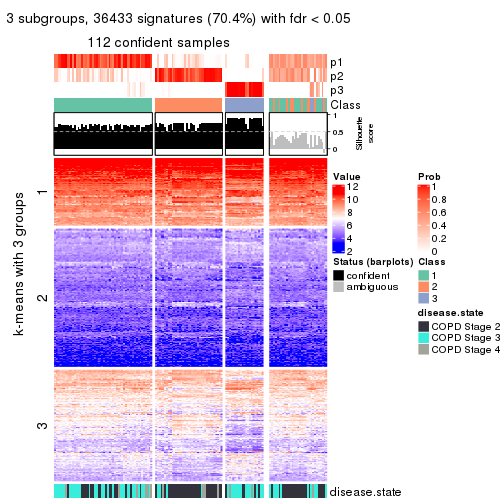 3 subgroups, 36433 signatures (70.4%) with fdr < 0.05
112 confident samples
p1
p2
p3
Class
1
0.5
0
Silhouette
score
k-means with 3 groups
1
2
3
disease.state
Value
12
10
8
6
4
2
Prob
1
0.8
0.6
0.4
0.2
0
Status (barplots)
confident
ambiguous
Class
1
2
3
disease.state
COPD Stage 2
COPD Stage 3
COPD Stage 4